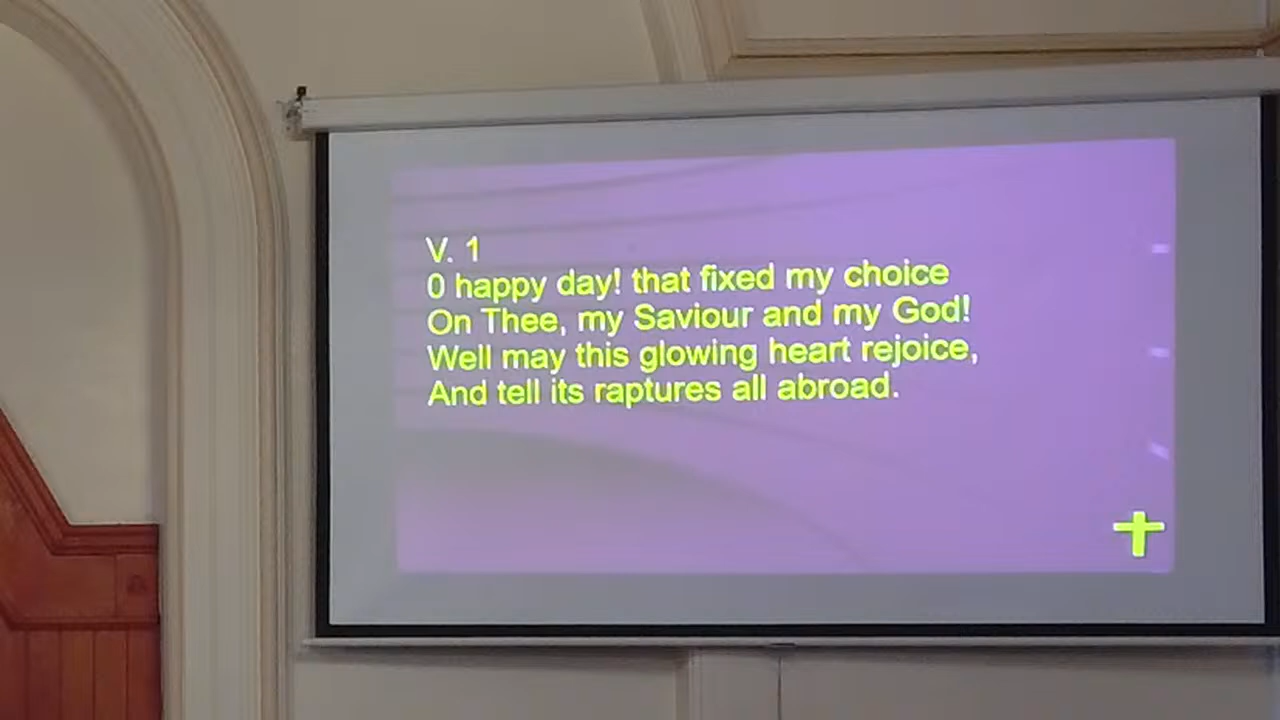 V. 1
0 happy day! that fixed my choice
On Thee, my Saviour and my God!
Well may this glowing heart rejoice,
And tell its raptures all abroad.